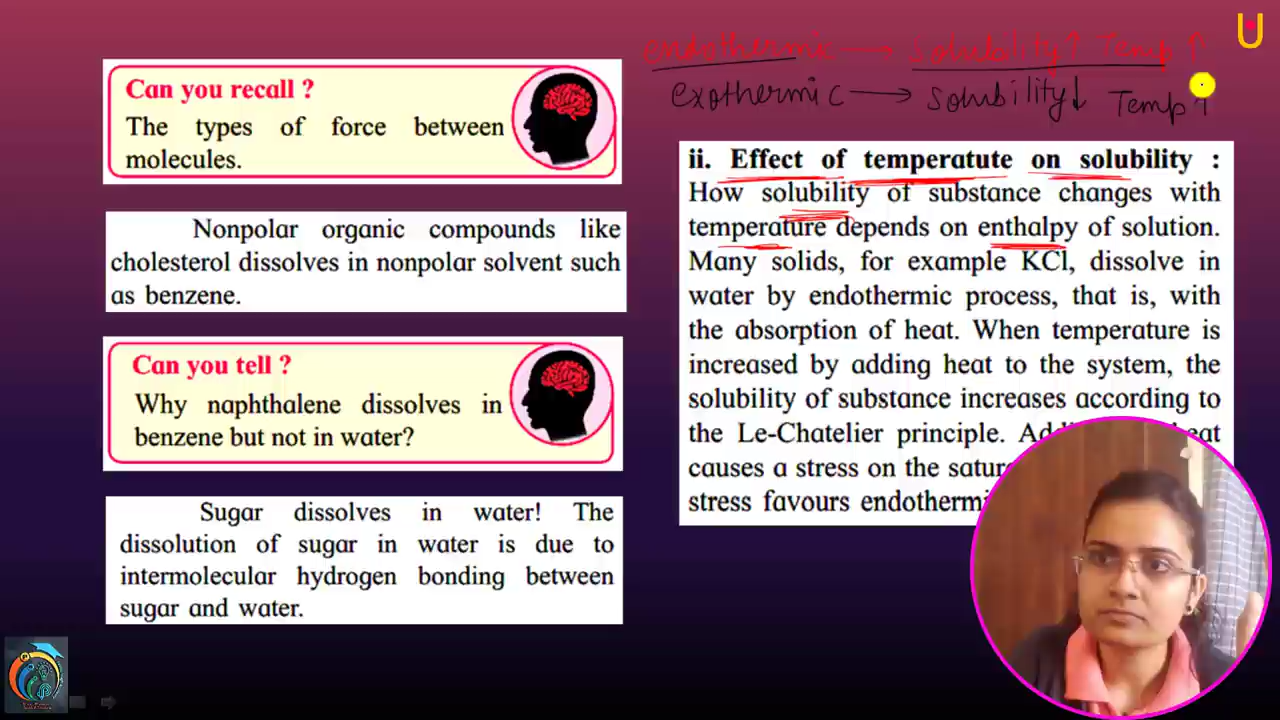 endothermic → solubility↑ Temp ↑
exothermic → solubility↓ Temp ↑
Can you recall ?
The types of force between
molecules.
Nonpolar organic compounds like
cholesterol dissolves in nonpolar solvent such
as benzene.
Can you tell ?
Why naphthalene dissolves in
benzene but not in water?
Sugar dissolves in water! The
dissolution of sugar in water is due to
intermolecular hydrogen bonding between
sugar and water.
ii. Effect of temperatute on solubility :
How solubility of substance changes with
temperature depends on enthalpy of solution.
Many solids, for example KCl, dissolve in
water by endothermic process, that is, with
the absorption of heat. When temperature is
increased by adding heat to the system, the
solubility of substance increases according to
the Le-Chatelier principle.
causes a stress on the
stress favours
U